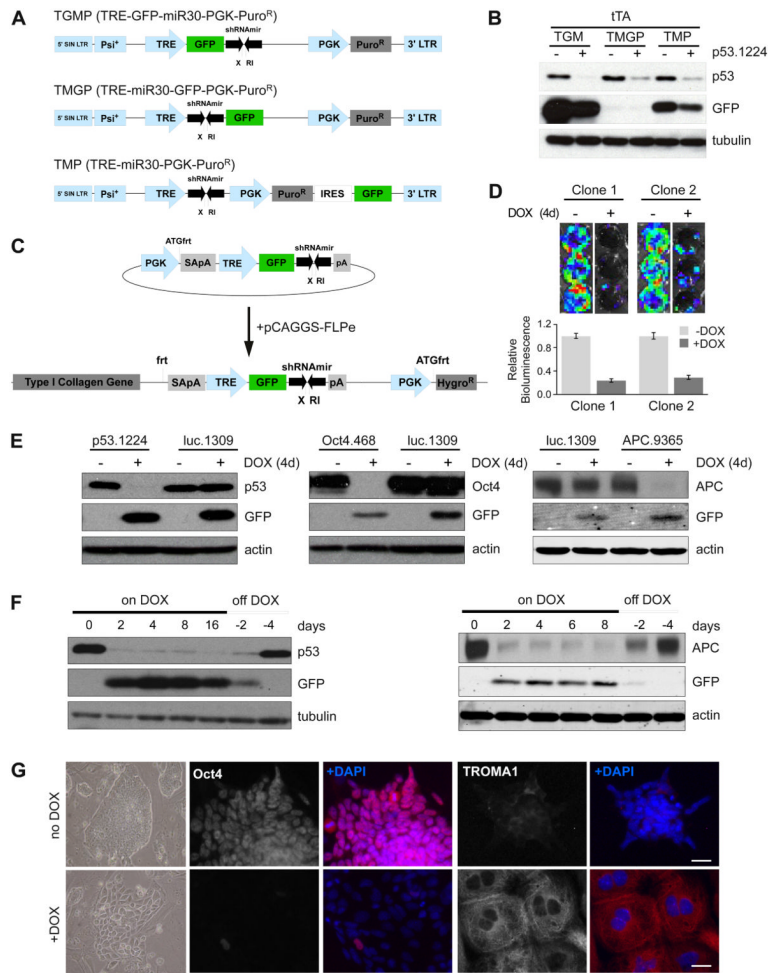 A
TGMP (TRE-GFP-miR30-PGK-Puroᴿ)
shRNAmir
5' SIN LTR Psi⁺ TRE GFP PGK Puroᴿ 3' LTR
X RI
TMGP (TRE-miR30-GFP-PGK-Puroᴿ)
shRNAmir
5' SIN LTR Psi⁺ TRE GFP PGK Puroᴿ 3' LTR
X RI
TMP (TRE-miR30-PGK-Puroᴿ)
shRNAmir
5' SIN LTR Psi⁺ TRE PGK Puroᴿ IRES GFP 3' LTR
X RI
B
tTA
TGM TMGP TMP
- + - + - + p53.1224
p53
GFP
tubulin
C
ATGfrt
shRNAmir
PGK SApA TRE GFP pA
X RI
+pCAGGS-FLPe
frt shRNAmir ATGfrt
Type I Collagen Gene SApA TRE GFP pA PGK Hygroᴿ
X RI
D
Clone 1 Clone 2
DOX (4d) - + - +
Relative
Bioluminescence
1.2
0.8
0.4
0.0
-DOX
+DOX
Clone 1 Clone 2
E
p53.1224 luc.1309
- + - + DOX (4d)
p53
GFP
actin
Oct4.468 luc.1309
- + - + DOX (4d)
Oct4
GFP
actin
luc.1309 APC.9365
- + - + DOX (4d)
APC
GFP
actin
F
on DOX off DOX
0 2 4 8 16 -2 -4 days
p53
GFP
tubulin
on DOX off DOX
0 2 4 6 8 -2 -4 days
APC
GFP
actin
G
no DOX
Oct4 +DAPI TROMA1 +DAPI
+DOX